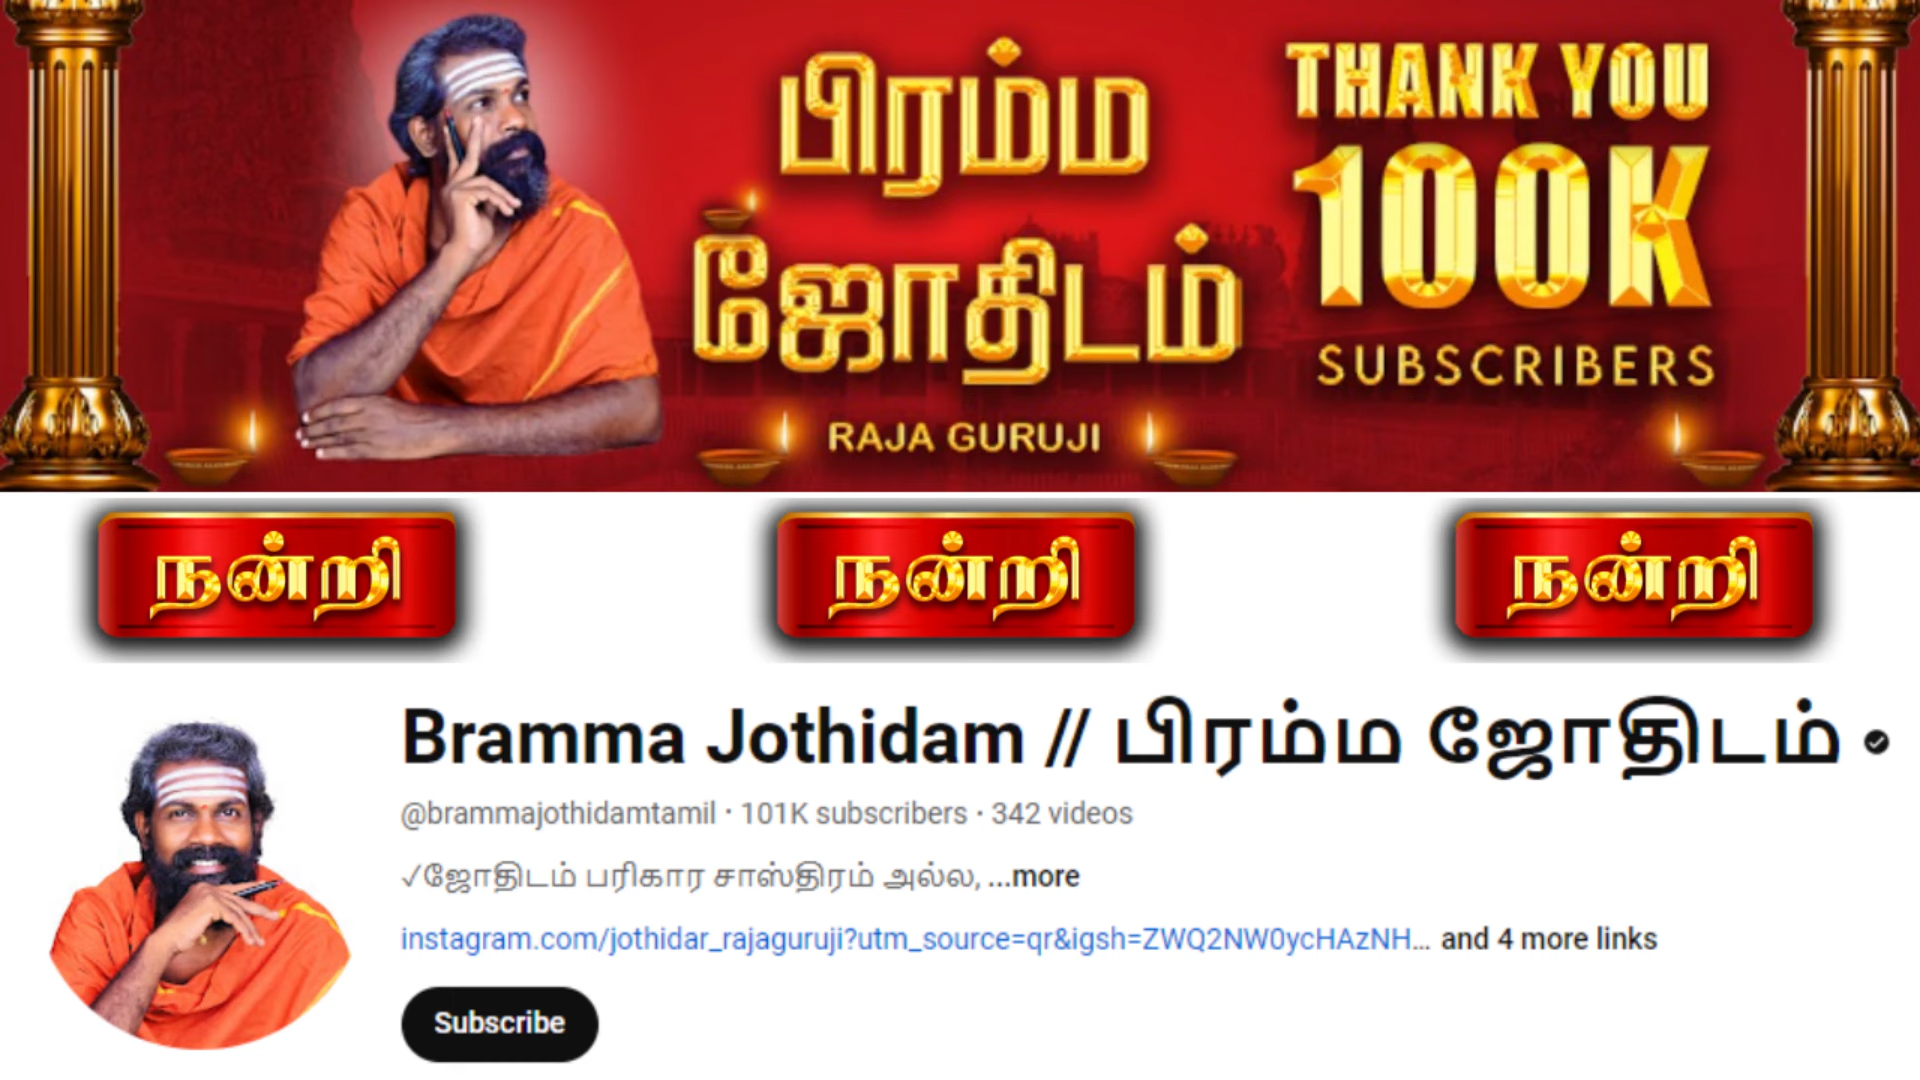 பிரம்ம
ஜோதிடம்
RAJA GURUJI
THANK YOU
100K
SUBSCRIBERS
நன்றி நன்றி நன்றி
Bramma Jothidam // பிரம்ம ஜோதிடம்
@brammajothidamtamil · 101K subscribers · 342 videos
✓ஜோதிடம் பரிகார சாஸ்திரம் அல்ல, ...more
instagram.com/jothidar_rajaguruji?utm_source=qr&igsh=ZWQ2NW0ycHAzNH... and 4 more links
Subscribe